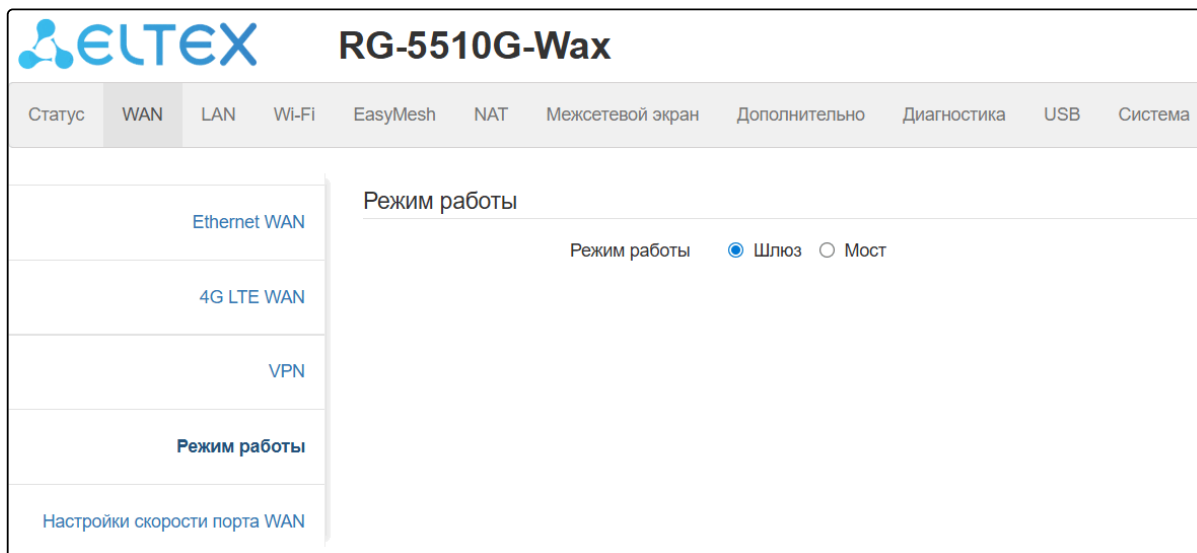 ELTEX RG-5510G-Wax
Статус WAN LAN Wi-Fi EasyMesh NAT Межсетевой экран Дополнительно Диагностика USB Система
Ethernet WAN
4G LTE WAN
VPN
Режим работы
Настройки скорости порта WAN
Режим работы
Режим работы Шлюз Мост